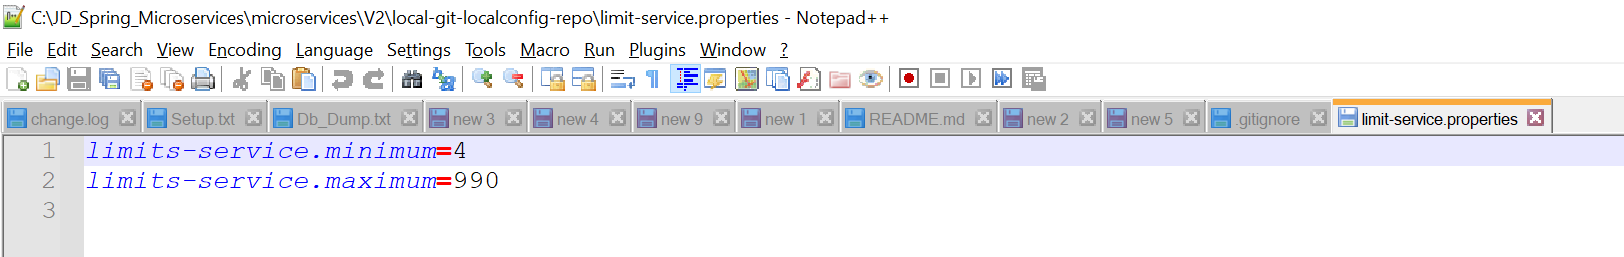 C:\JD_Spring_Microservices\microservices\V2\local-git-localconfig-repo\limit-service.properties - Notepad++
File Edit Search View Encoding Language Settings Tools Macro Run Plugins Window ?
change.log Setup.txt Db_Dump.txt new 3 new 4 new 9 new 1 README.md new 2 new 5 .gitignore limit-service.properties
1 limits-service.minimum=4
2 limits-service.maximum=990
3